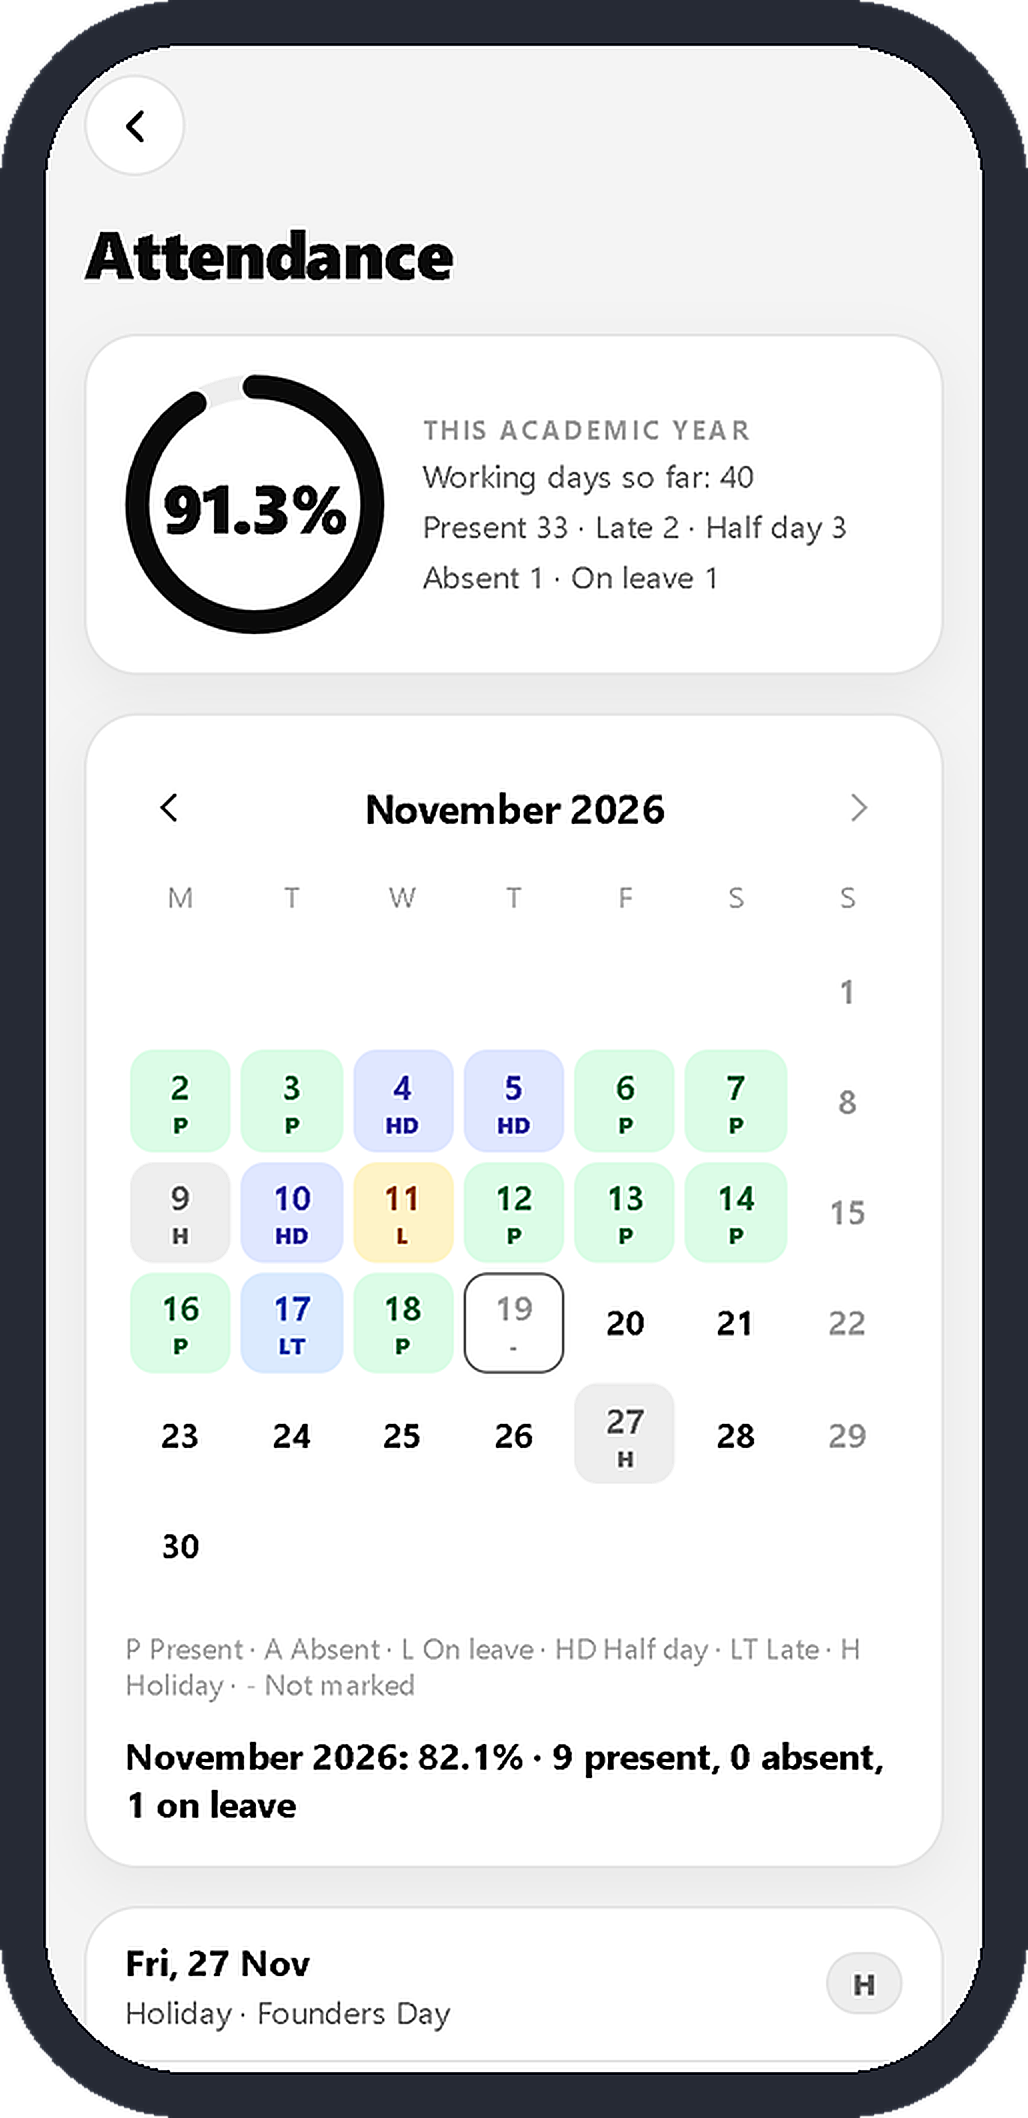 Attendance
91.3%
THIS ACADEMIC YEAR
Working days so far: 40
Present 33 · Late 2 · Half day 3
Absent 1 · On leave 1
November 2026
M T W T F S S
1
2 3 4 5 6 7 8
P P HD HD P P
9 10 11 12 13 14 15
H HD L P P P
16 17 18 19 20 21 22
P LT P -
23 24 25 26 27 28 29
H
30
P Present · A Absent · L On leave · HD Half day · LT Late · H
Holiday · - Not marked
November 2026: 82.1% · 9 present, 0 absent,
1 on leave
Fri, 27 Nov
H
Holiday · Founders Day